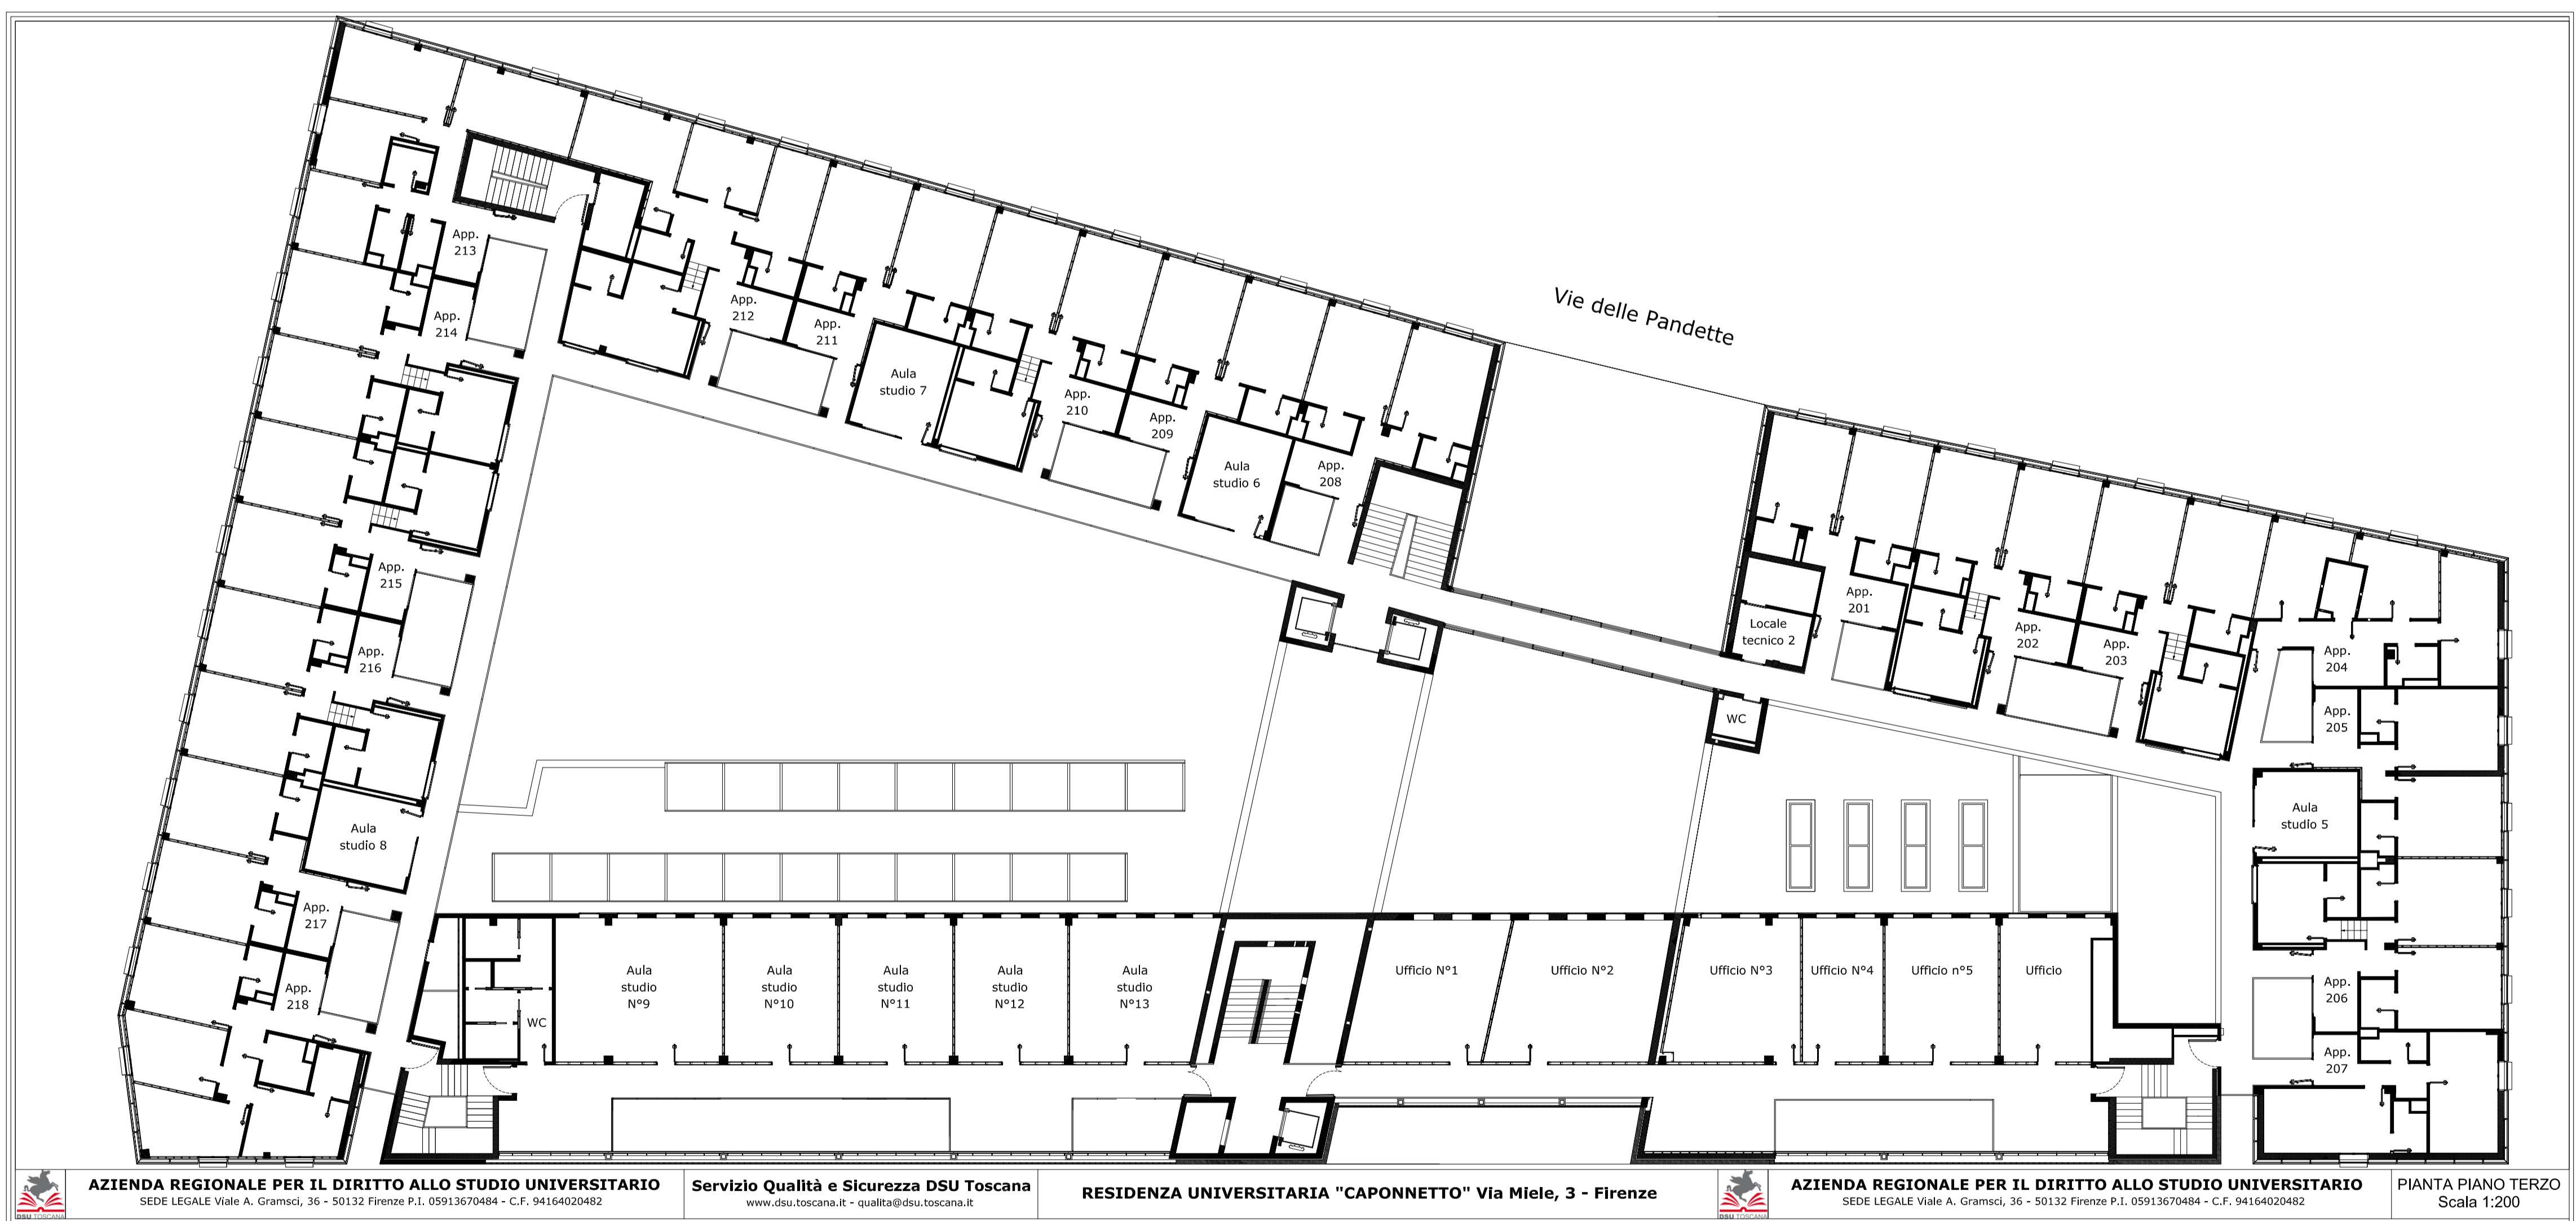 Vie delle Pandette
App.
213
App.
214
App.
212
App.
211
Aula
studio 7
App.
210
App.
209
Aula
studio 6
App.
208
App.
215
App.
216
Aula
studio 8
App.
217
App.
218
App.
201
Locale
tecnico 2
WC
App.
202
App.
203
App.
204
App.
205
Aula
studio 5
App.
206
App.
207
WC
Aula
studio
N°9
Aula
studio
N°10
Aula
studio
N°11
Aula
studio
N°12
Aula
studio
N°13
Ufficio N°1
Ufficio N°2
Ufficio N°3
Ufficio N°4
Ufficio n°5
Ufficio
DSU TOSCANA
AZIENDA REGIONALE PER IL DIRITTO ALLO STUDIO UNIVERSITARIO
SEDE LEGALE Viale A. Gramsci, 36 - 50132 Firenze P.I. 05913670484 - C.F. 94164020482
Servizio Qualità e Sicurezza DSU Toscana
www.dsu.toscana.it - qualita@dsu.toscana.it
RESIDENZA UNIVERSITARIA "CAPONNETTO" Via Miele, 3 - Firenze
DSU TOSCANA
AZIENDA REGIONALE PER IL DIRITTO ALLO STUDIO UNIVERSITARIO
SEDE LEGALE Viale A. Gramsci, 36 - 50132 Firenze P.I. 05913670484 - C.F. 94164020482
PIANTA PIANO TERZO
Scala 1:200